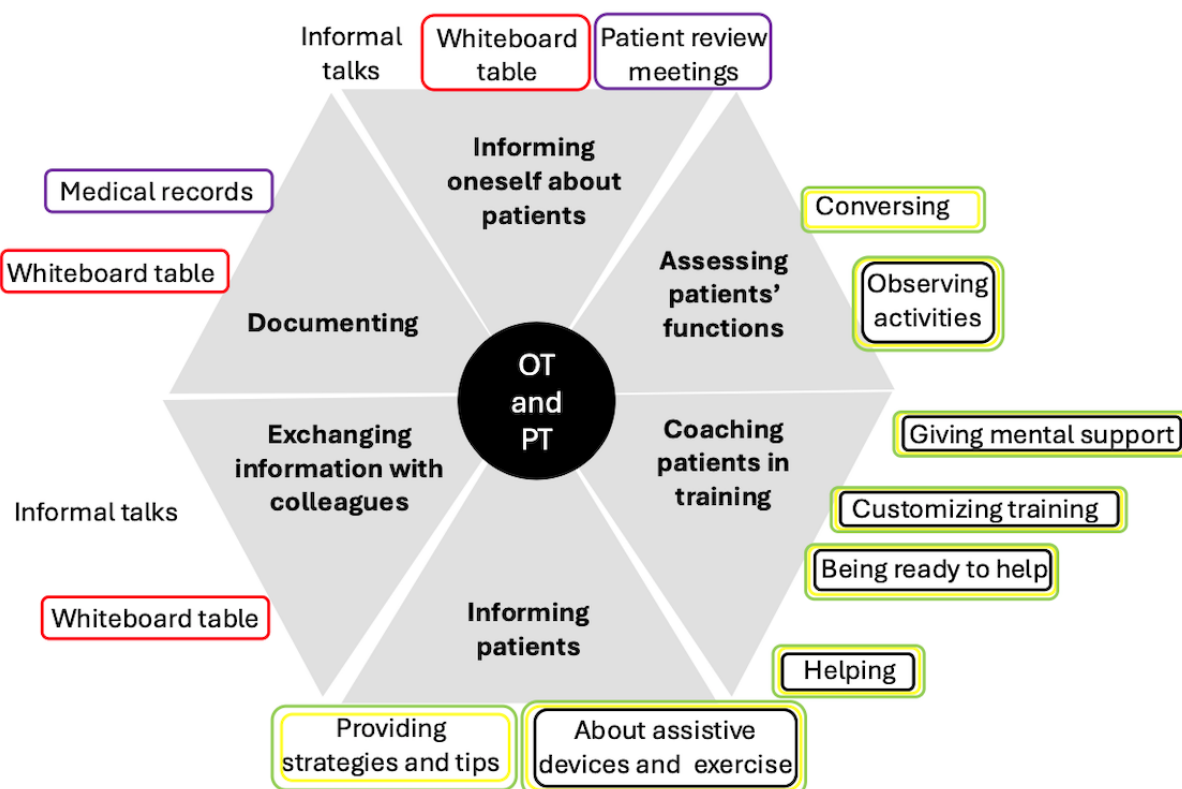 Informal
talks
Whiteboard
table
Patient review
meetings
Informing
oneself about
patients
Medical records
Whiteboard table
Documenting
Conversing
Assessing
patients’
functions
Observing
activities
OT
and
PT
Exchanging
information with
colleagues
Informal talks
Whiteboard table
Coaching
patients in
training
Giving mental support
Customizing training
Being ready to help
Helping
Informing
patients
Providing
strategies and tips
About assistive
devices and exercise